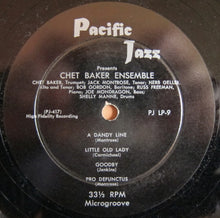 Pacific
Jazz
Presents
CHET BAKER ENSEMBLE
CHET BAKER, Trumpet; JACK MONTROSE, Tenor; HERB GELLER,
Alto and Tenor; BOB GORDON, Baritone; RUSS FREEMAN,
Piano; JOE MONDRAGON, Bass;
SHELLY MANNE, Drums
(PJ-417)
High Fidelity Recording
PJ LP-9
A DANDY LINE
(Montrose)
LITTLE OLD LADY
(Carmichael)
GOODBY
(Jenkins)
PRO DEFUNCTUS
(Montrose)
33⅓ RPM
Microgroove